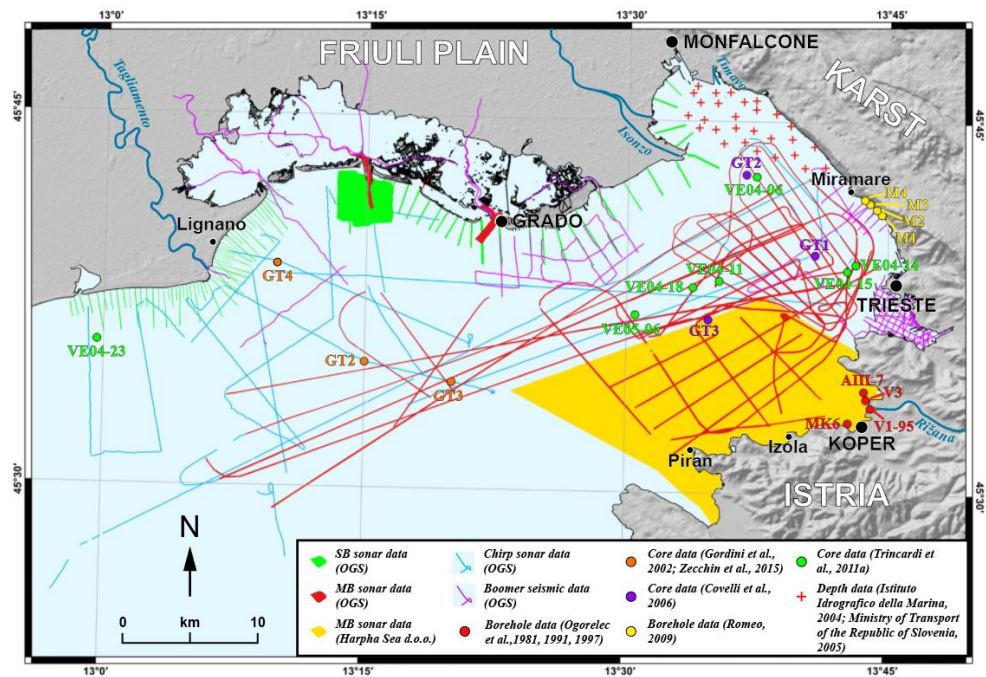 13°0'
13°15'
13°30'
13°45'
FRIULI PLAIN
MONFALCONE
KARST
Tagliamento
Timavo
Isonzo
45°45'
45°45'
GT2
VE04-06
Miramare
M4
M3
M2
M1
Lignano
GRADO
GT4
GT1
VE04-14
VE04-11
VE04-18
VE04-15
TRIESTE
VE05-06
GT3
VE04-23
GT2
GT3
AIII-7
V3
MK6
V1-95
KOPER
Rižana
Piran
Izola
ISTRIA
45°30'
45°30'
N
0
km
10
SB sonar data
(OGS)
MB sonar data
(OGS)
MB sonar data
(Harpha Sea d.o.o.)
Chirp sonar data
(OGS)
Boomer seismic data
(OGS)
Borehole data (Ogorelec
et al.,1981, 1991, 1997)
Core data (Gordini et al.,
2002; Zecchin et al., 2015)
Core data (Covelli et al.,
2006)
Borehole data (Romeo,
2009)
Core data (Trincardi et
al., 2011a)
Depth data (Istituto
Idrografico della Marina,
2004; Ministry of Transport
of the Republic of Slovenia,
2005)
13°0'
13°15'
13°30'
13°45'